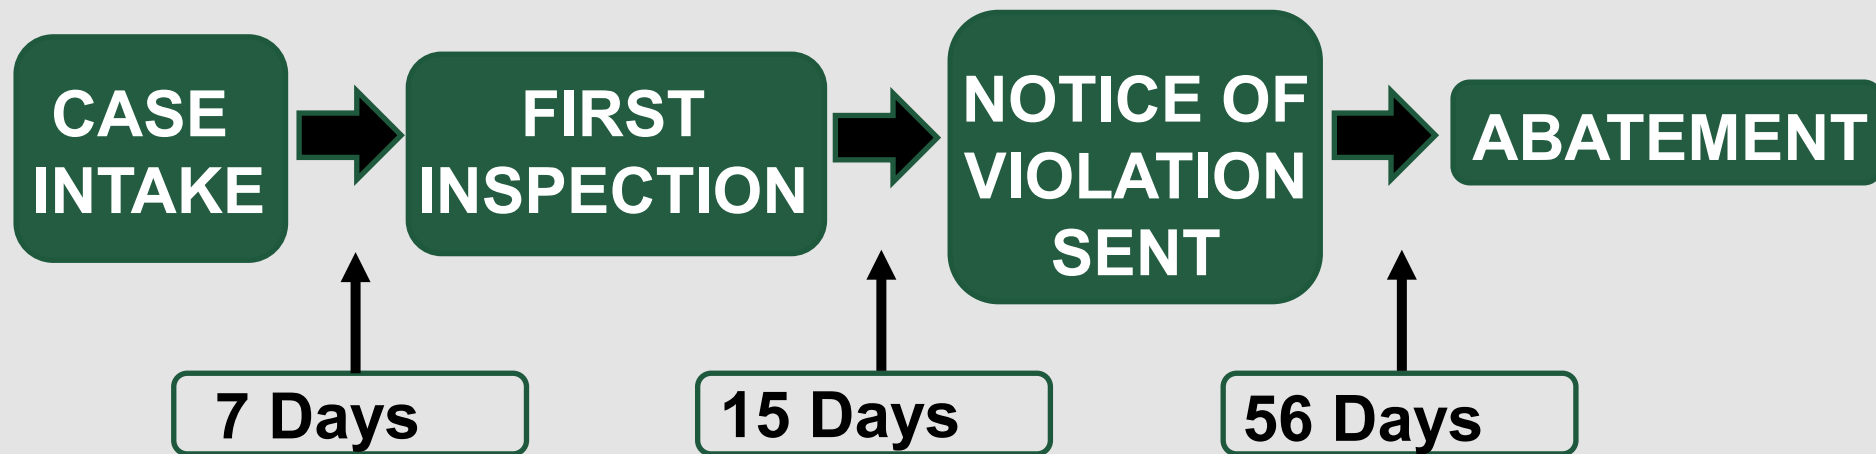 CASE
INTAKE
FIRST
INSPECTION
NOTICE OF
VIOLATION
SENT
ABATEMENT
7 Days
15 Days
56 Days